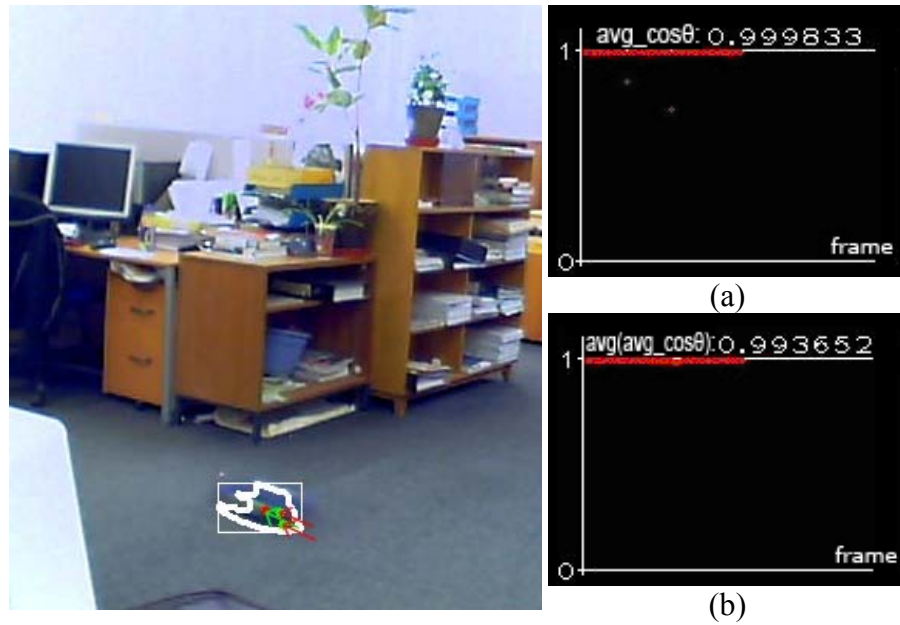 avg_cosθ: 0.999833
1
0
frame
(a)
avg(avg_cosθ):0.993652
1
0
frame
(b)